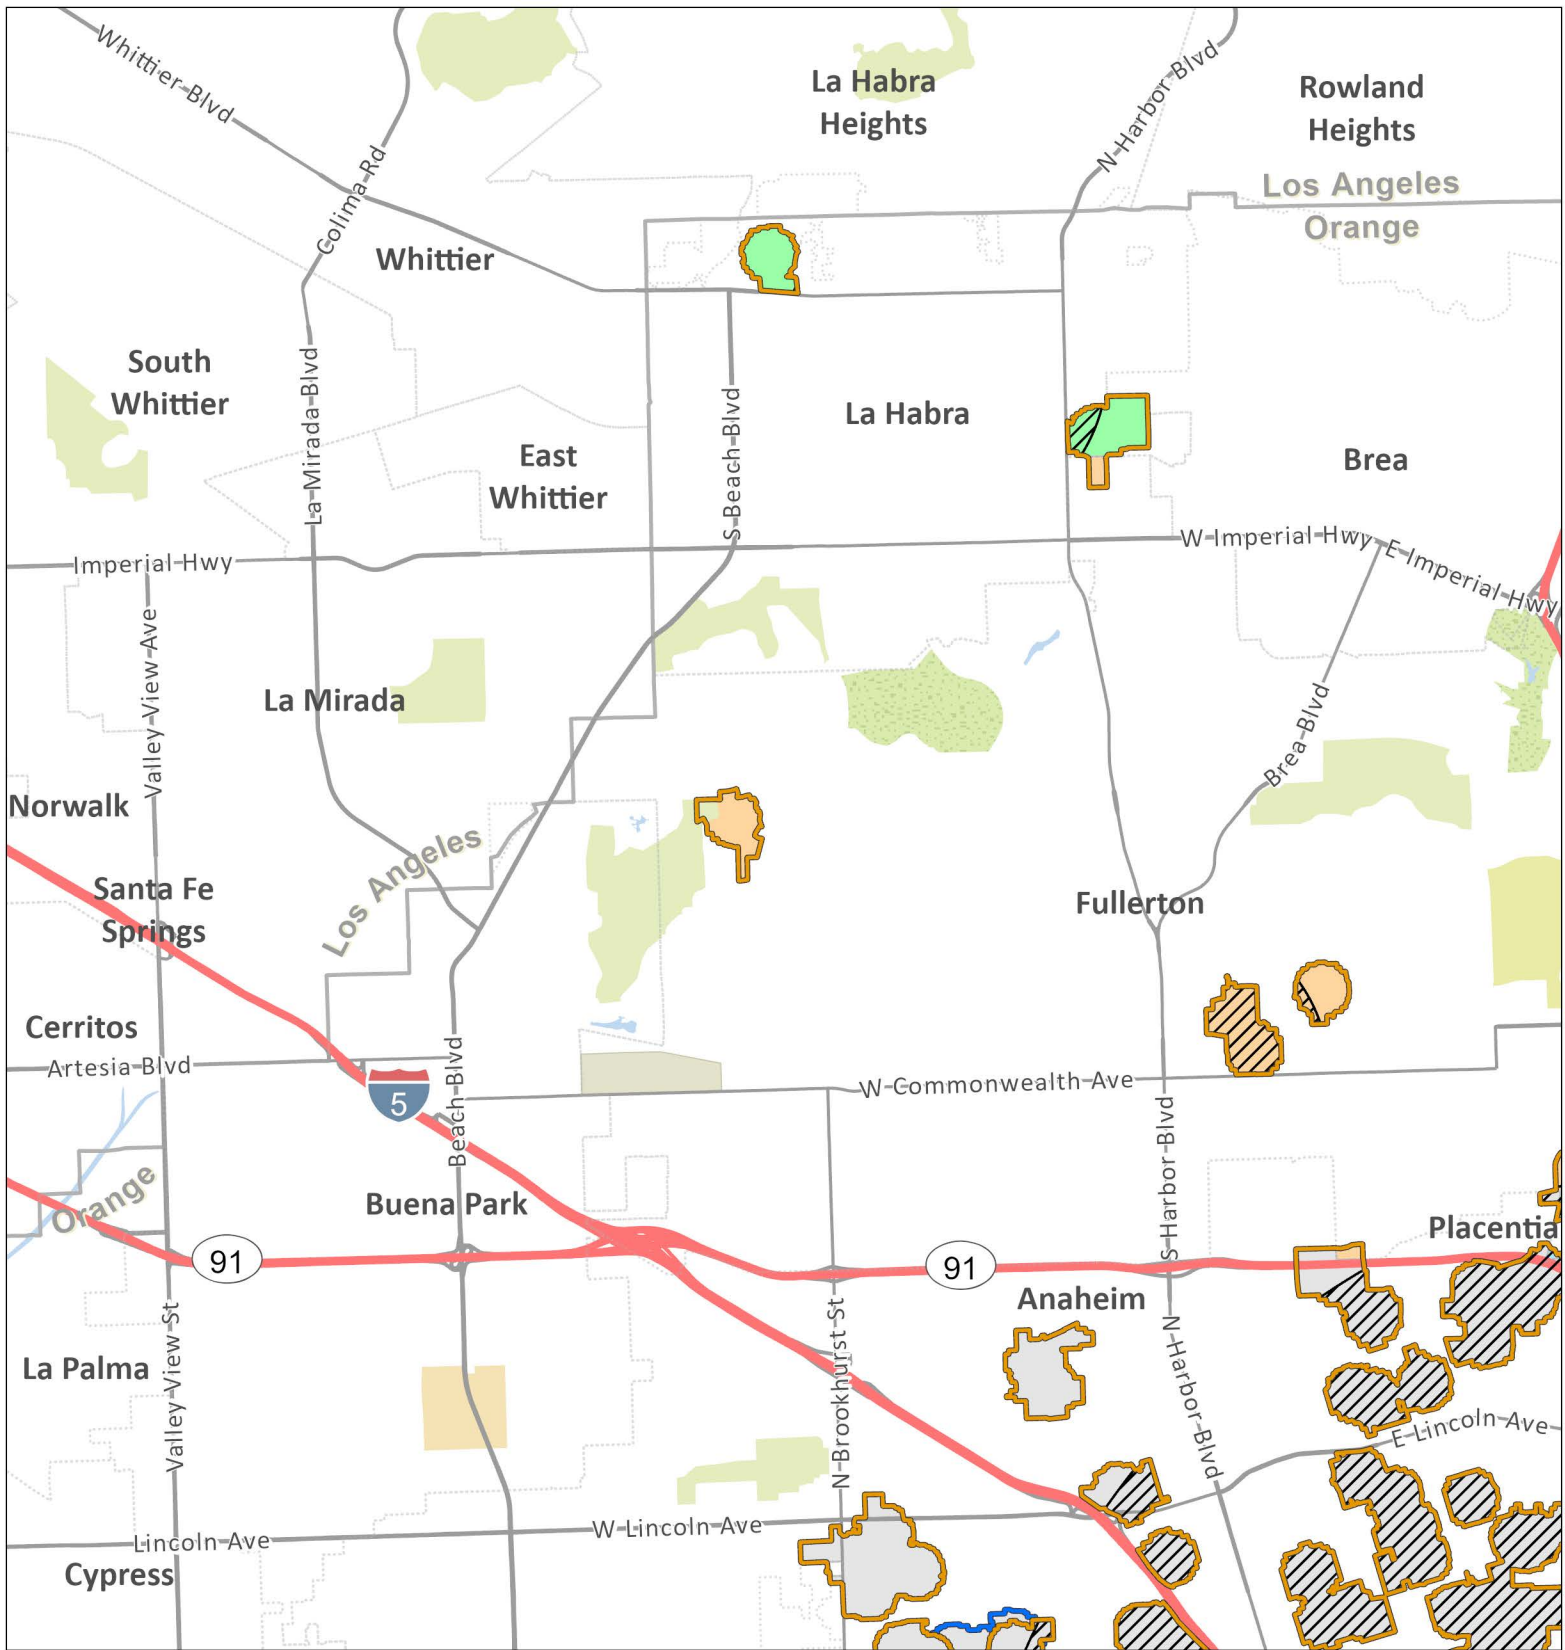 Whittier Blvd
La Habra
Heights
N Harbor Blvd
Rowland
Heights
Colima Rd
Los Angeles
Orange
Whittier
South
Whittier
La Mirada Blvd
S Beach Blvd
La Habra
East
Whittier
Brea
Imperial Hwy
W Imperial Hwy
E Imperial Hwy
Valley View Ave
La Mirada
Brea Blvd
Norwalk
Los Angeles
Santa Fe
Springs
Fullerton
Cerritos
Artesia Blvd
5
Beach Blvd
W Commonwealth Ave
S Harbor Blvd
Orange
Buena Park
Placentia
91
91
Anaheim
La Palma
Valley View St
N Brookhurst St
N Harbor Blvd
E Lincoln Ave
W Lincoln Ave
Lincoln Ave
Cypress